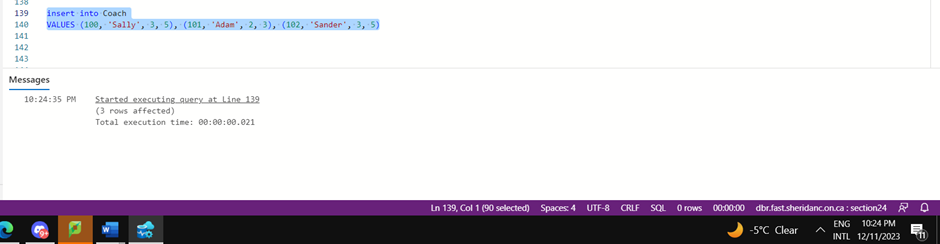 138
139 insert into Coach
140 VALUES (100, 'Sally', 3, 5), (101, 'Adam', 2, 3), (102, 'Sander', 3, 5)
141
142
143
Messages
10:24:35 PM Started executing query at Line 139
(3 rows affected)
Total execution time: 00:00:00.021
Ln 139, Col 1 (90 selected) Spaces: 4 UTF-8 CRLF SQL 0 rows 00:00:00 dbr.fast.sheridanc.on.ca : section24
9+ W -5°C Clear ENG 10:24 PM
INTL 12/11/2023 11